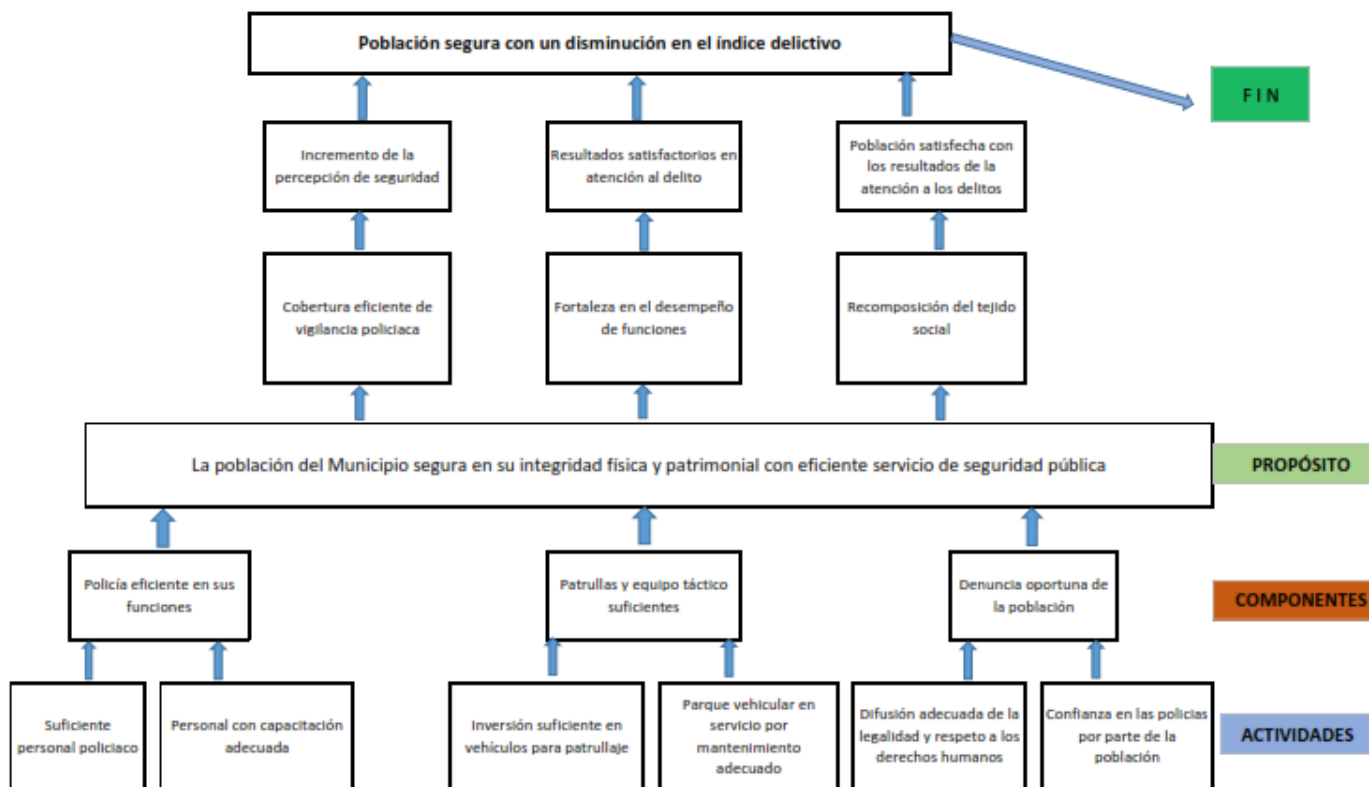 Población segura con un disminución en el índice delictivo
F I N
Incremento de la
percepción de seguridad
Resultados satisfactorios en
atención al delito
Población satisfecha con
los resultados de la
atención a los delitos
Cobertura eficiente de
vigilancia policiaca
Fortaleza en el desempeño
de funciones
Recomposición del tejido
social
La población del Municipio segura en su integridad física y patrimonial con eficiente servicio de seguridad pública
PROPÓSITO
Policía eficiente en sus
funciones
Patrullas y equipo táctico
suficientes
Denuncia oportuna de
la población
COMPONENTES
Suficiente
personal policiaco
Personal con capacitación
adecuada
Inversión suficiente en
vehículos para patrullaje
Parque vehicular en
servicio por
mantenimiento
adecuado
Difusión adecuada de la
legalidad y respeto a los
derechos humanos
Confianza en las policias
por parte de la
población
ACTIVIDADES